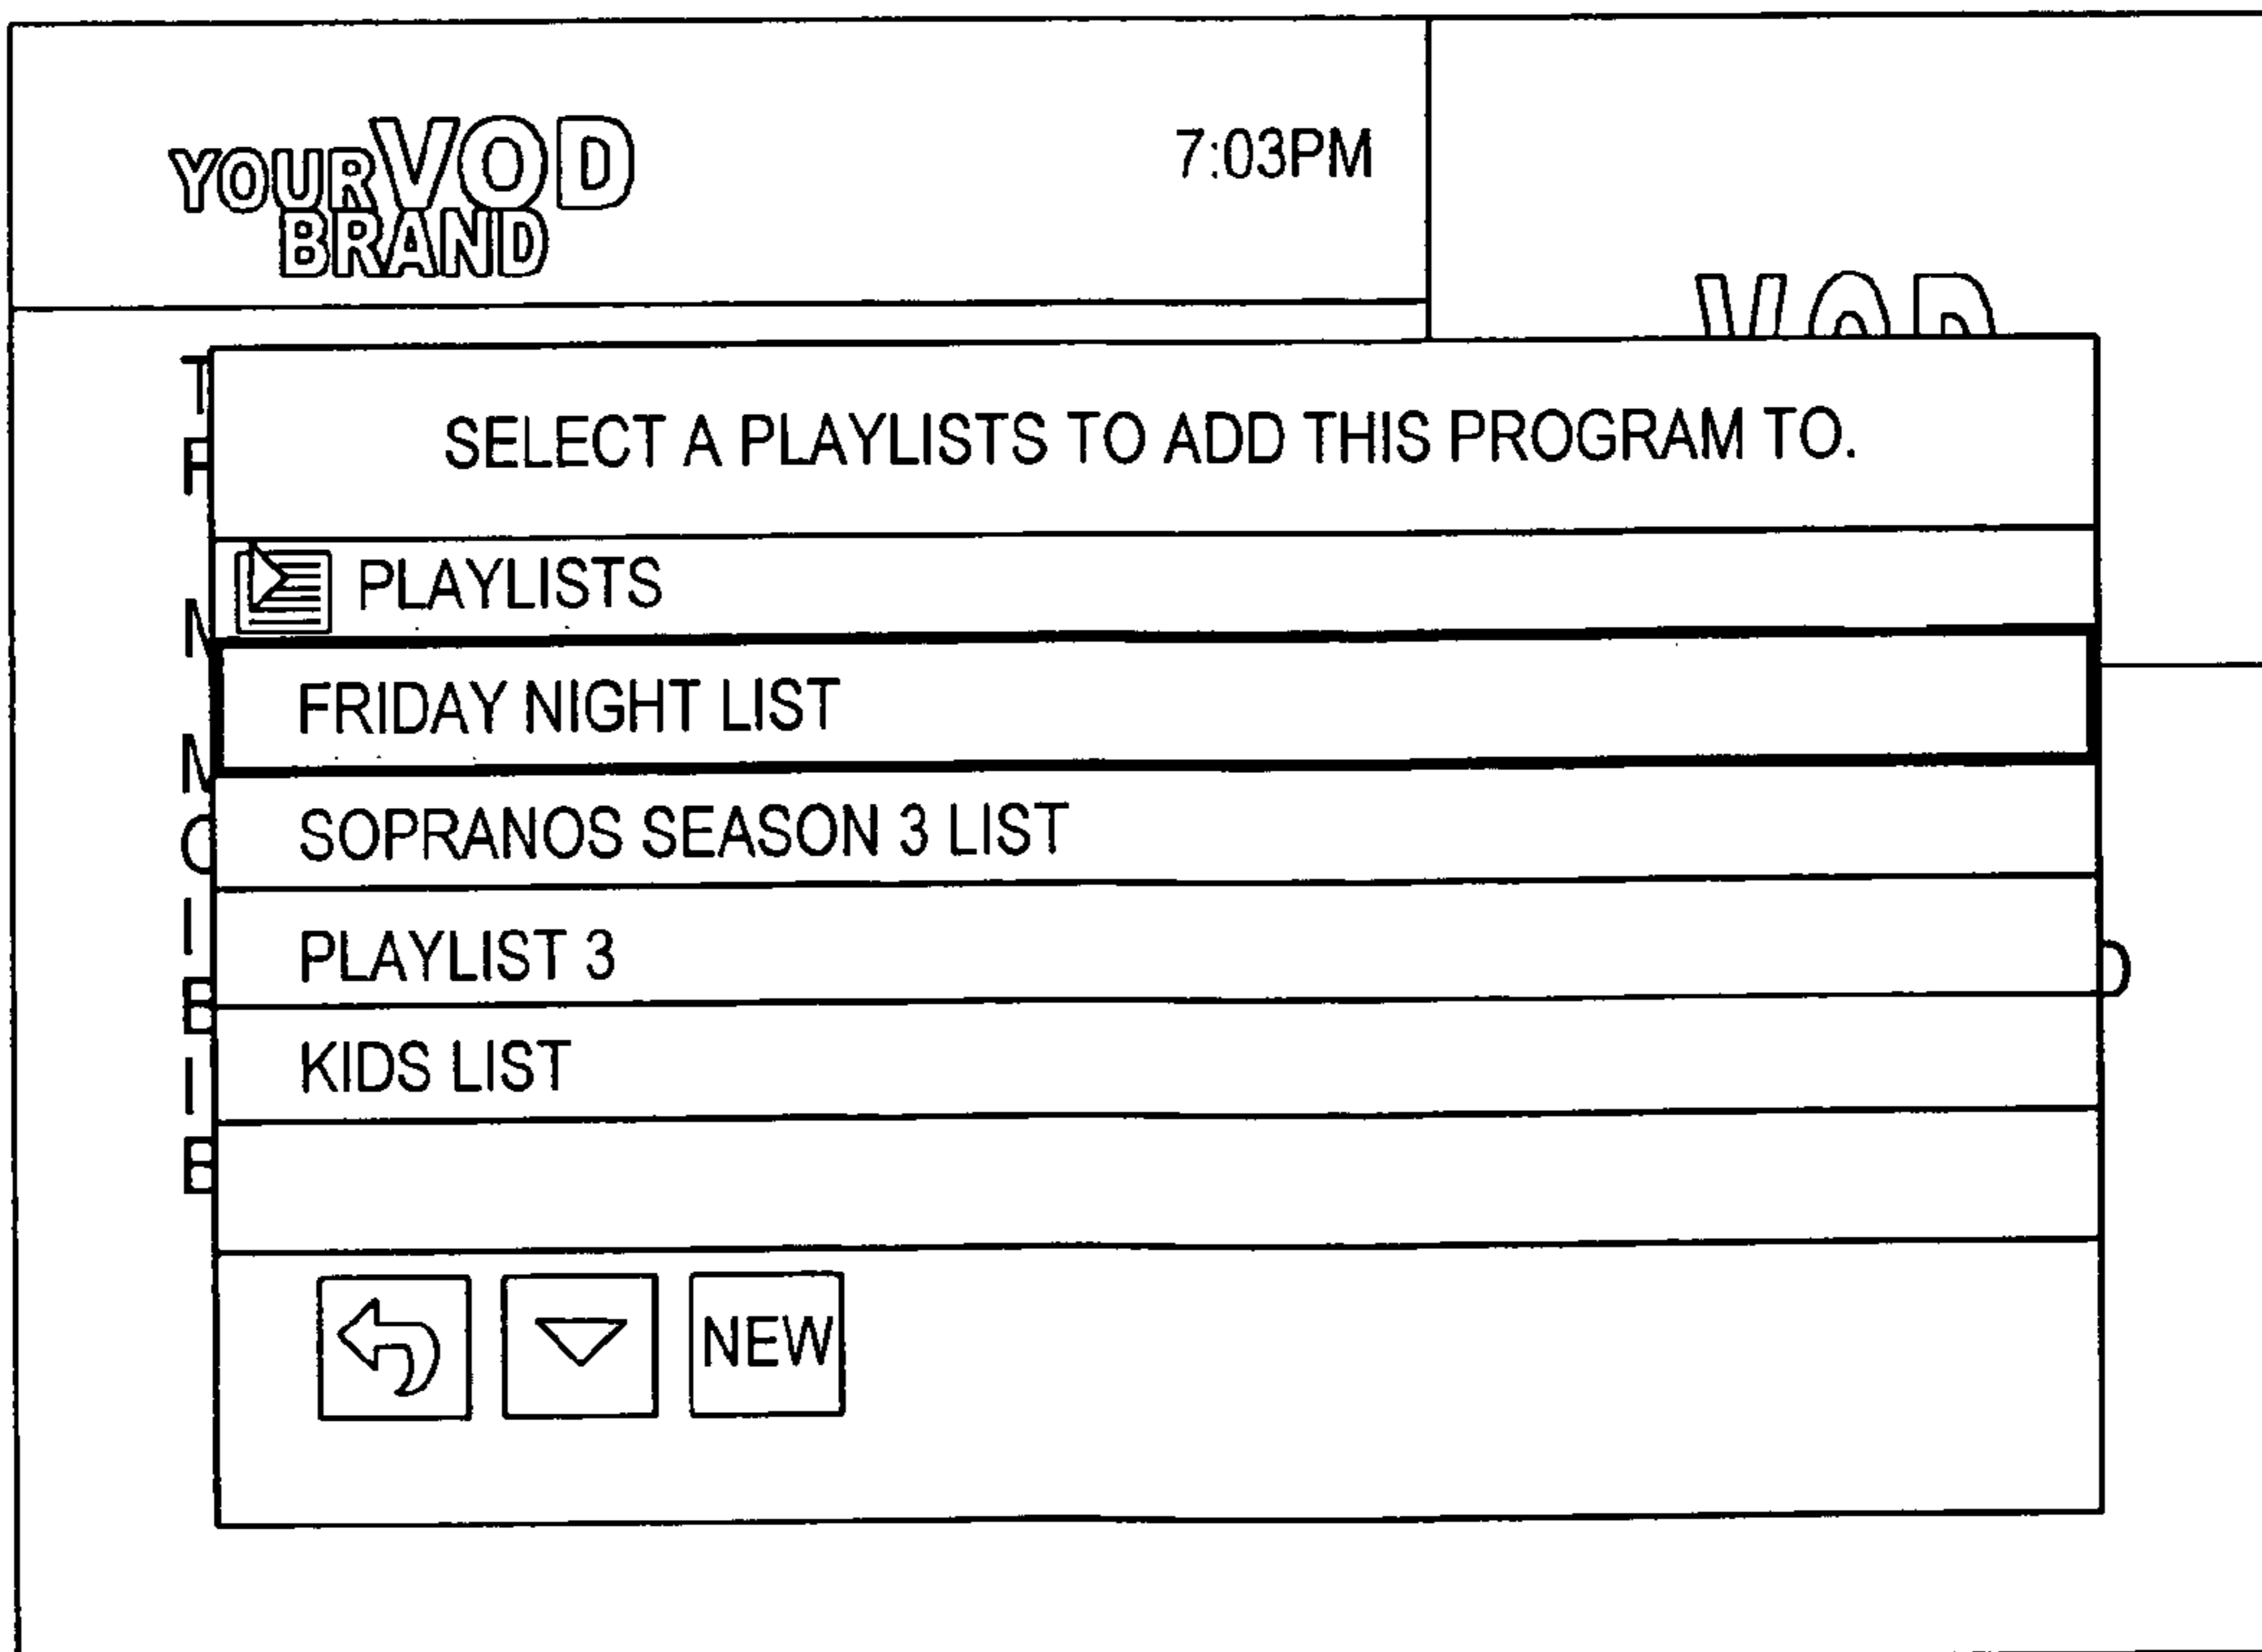 YOUR VOD
BRAND
7:03PM
VOD
SELECT A PLAYLISTS TO ADD THIS PROGRAM TO.
PLAYLISTS
FRIDAY NIGHT LIST
SOPRANOS SEASON 3 LIST
PLAYLIST 3
KIDS LIST
NEW